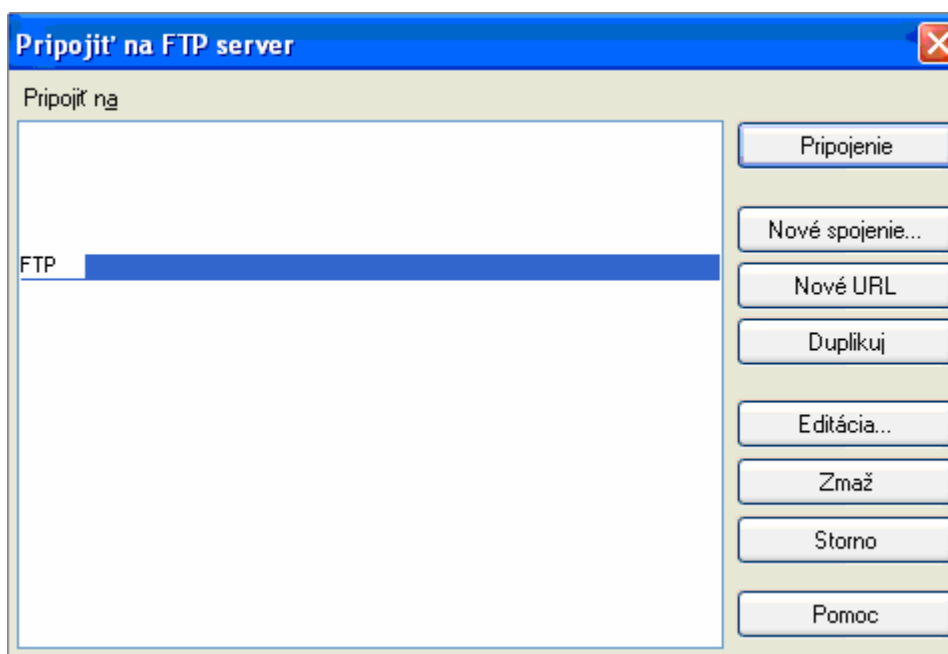 Pripojiť na FTP server
Pripojiť na
Pripojenie
Nové spojenie...
FTP
Nové URL
Duplikuj
Editácia...
Zmaž
Storno
Pomoc